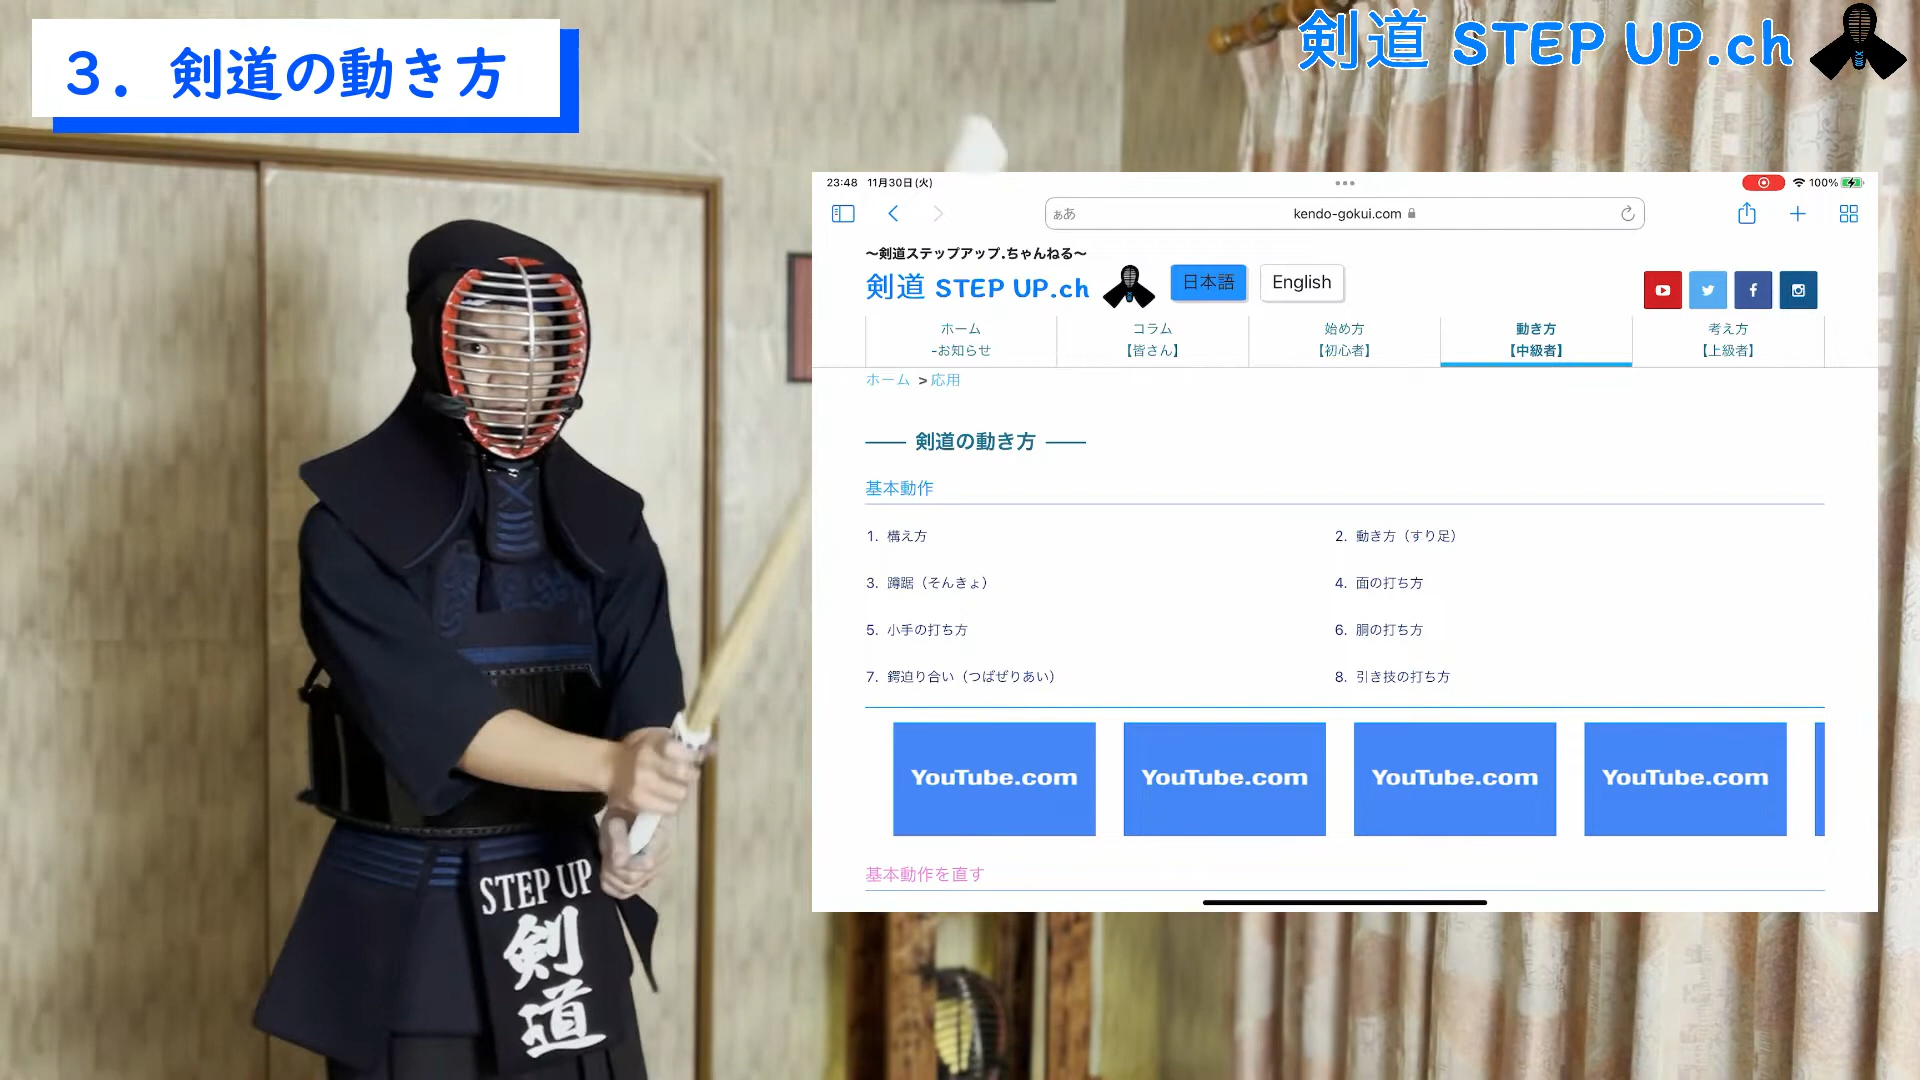 ３．剣道の動き方
剣道 STEP UP.ch
23:48 11月30日(火)
100%
ぁあ
kendo-gokui.com
〜剣道ステップアップ.ちゃんねる〜
剣道 STEP UP.ch
日本語
English
ホーム
-お知らせ
コラム
【皆さん】
始め方
【初心者】
動き方
【中級者】
考え方
【上級者】
ホーム >応用
剣道の動き方
基本動作
1. 構え方
2. 動き方（すり足）
3. 蹲踞（そんきょ）
4. 面の打ち方
5. 小手の打ち方
6. 胴の打ち方
7. 鍔迫り合い（つばぜりあい）
8. 引き技の打ち方
YouTube.com
YouTube.com
YouTube.com
YouTube.com
基本動作を直す
STEP UP
剣
道